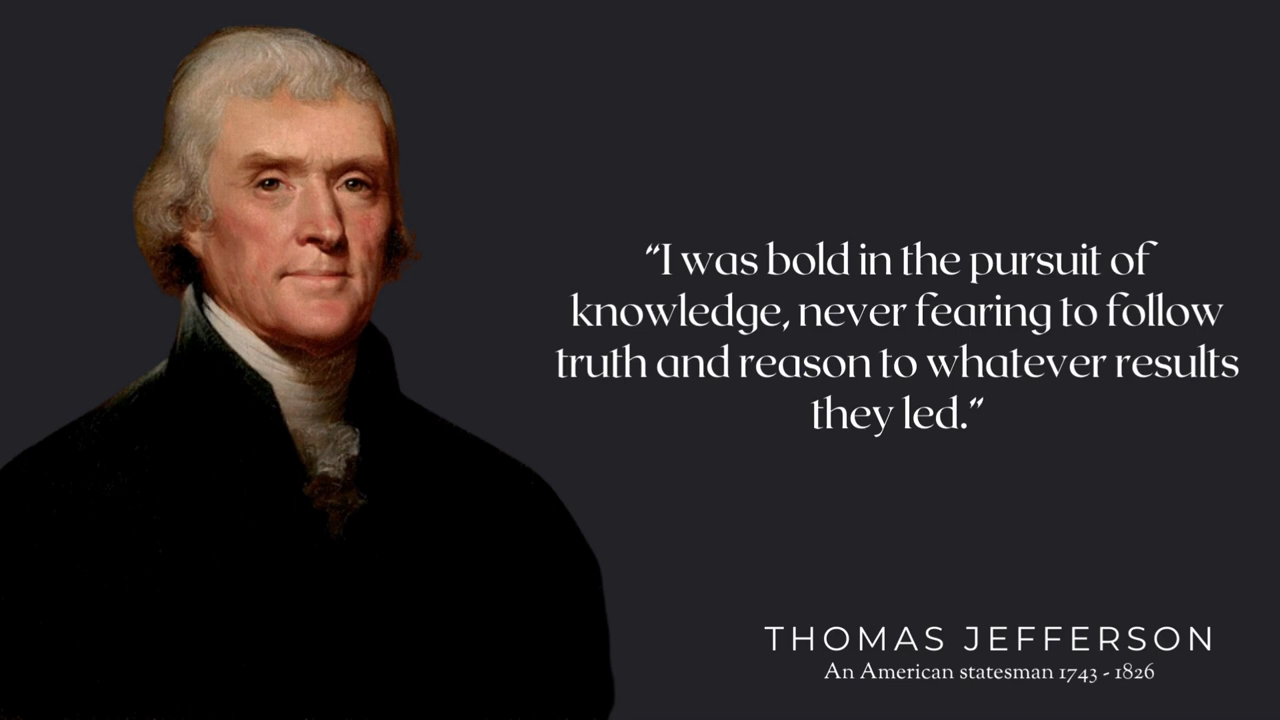 “I was bold in the pursuit of
knowledge, never fearing to follow
truth and reason to whatever results
they led.”
THOMAS JEFFERSON
An American statesman 1743 - 1826